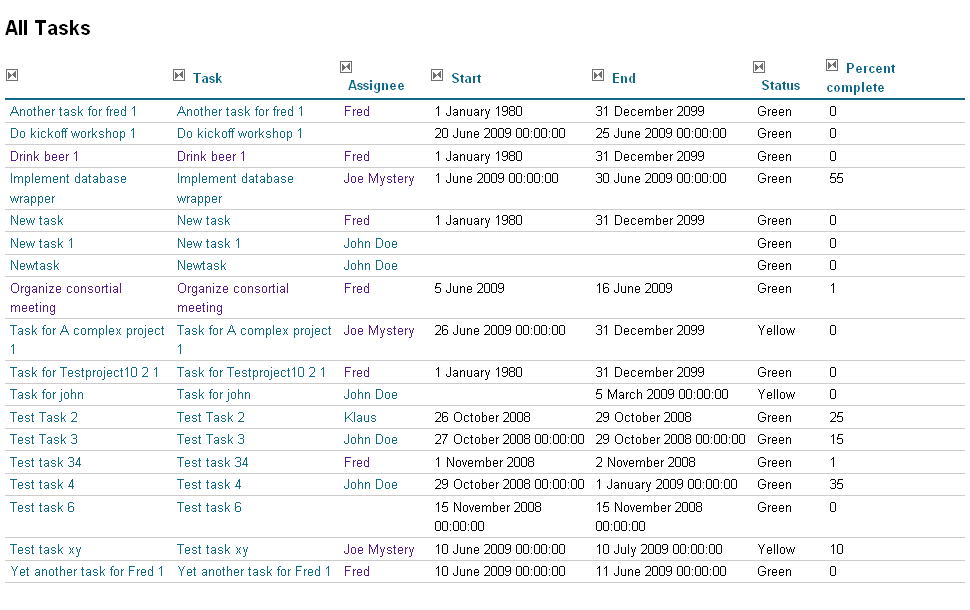 All Tasks
Task Assignee Start End Status Percent complete
Another task for fred 1 Another task for fred 1 Fred 1 January 1980 31 December 2099 Green 0
Do kickoff workshop 1 Do kickoff workshop 1 20 June 2009 00:00:00 25 June 2009 00:00:00 Green 0
Drink beer 1 Drink beer 1 Fred 1 January 1980 31 December 2099 Green 0
Implement database Implement database Joe Mystery 1 June 2009 00:00:00 30 June 2009 00:00:00 Green 55
wrapper wrapper
New task New task Fred 1 January 1980 31 December 2099 Green 0
New task 1 New task 1 John Doe Green 0
Newtask Newtask John Doe Green 0
Organize consortial Organize consortial Fred 5 June 2009 16 June 2009 Green 1
meeting meeting
Task for A complex project Task for A complex project Joe Mystery 26 June 2009 00:00:00 31 December 2099 Yellow 0
1 1
Task for Testproject10 2 1 Task for Testproject10 2 1 Fred 1 January 1980 31 December 2099 Green 0
Task for john Task for john John Doe 5 March 2009 00:00:00 Yellow 0
Test Task 2 Test Task 2 Klaus 26 October 2008 29 October 2008 Green 25
Test Task 3 Test Task 3 John Doe 27 October 2008 00:00:00 29 October 2008 00:00:00 Green 15
Test task 34 Test task 34 Fred 1 November 2008 2 November 2008 Green 1
Test task 4 Test task 4 John Doe 29 October 2008 00:00:00 1 January 2009 00:00:00 Green 35
Test task 6 Test task 6 15 November 2008 15 November 2008 Green 0
00:00:00 00:00:00
Test task xy Test task xy Joe Mystery 10 June 2009 00:00:00 10 July 2009 00:00:00 Yellow 10
Yet another task for Fred 1 Yet another task for Fred 1 Fred 10 June 2009 00:00:00 11 June 2009 00:00:00 Green 0